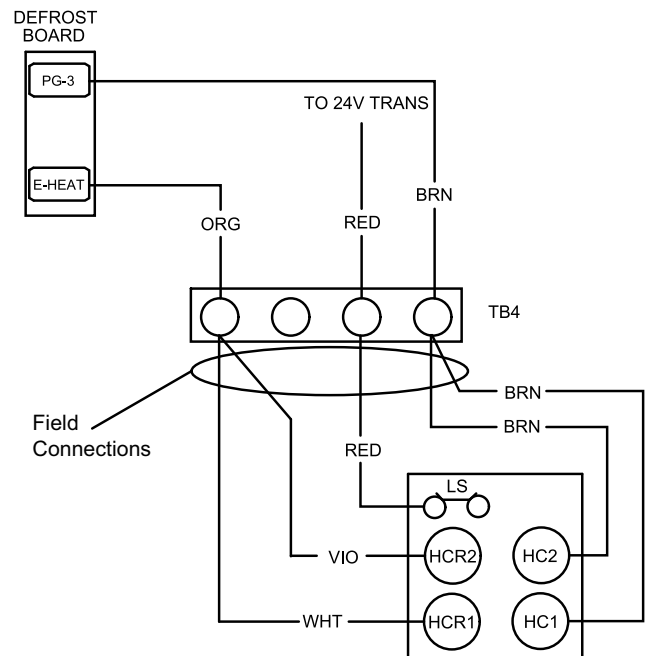 DEFROST
BOARD
PG-3
TO 24V TRANS
E-HEAT
BRN
ORG
RED
TB4
BRN
Field
Connections
BRN
RED
LS
VIO
HCR2
HC2
WHT
HCR1
HC1